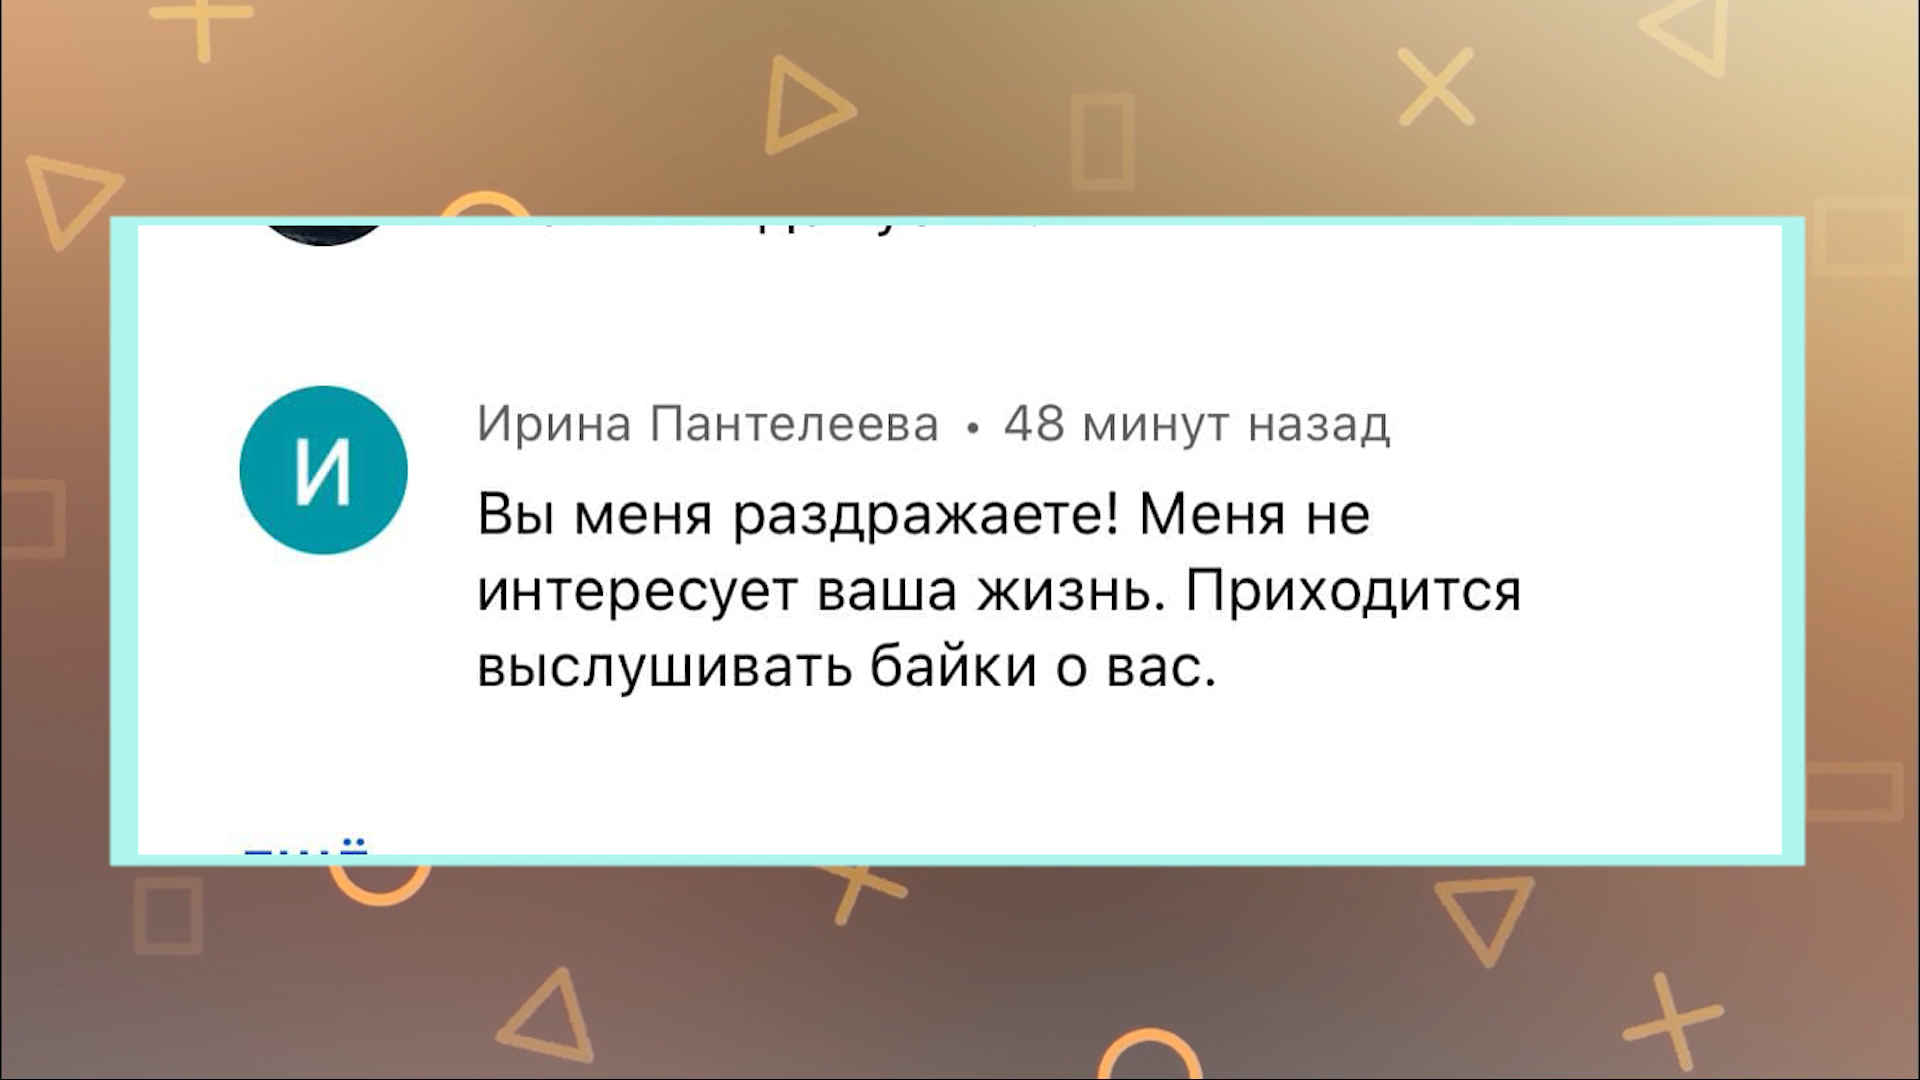 И
Ирина Пантелеева • 48 минут назад
Вы меня раздражаете! Меня не
интересует ваша жизнь. Приходится
выслушивать байки о вас.